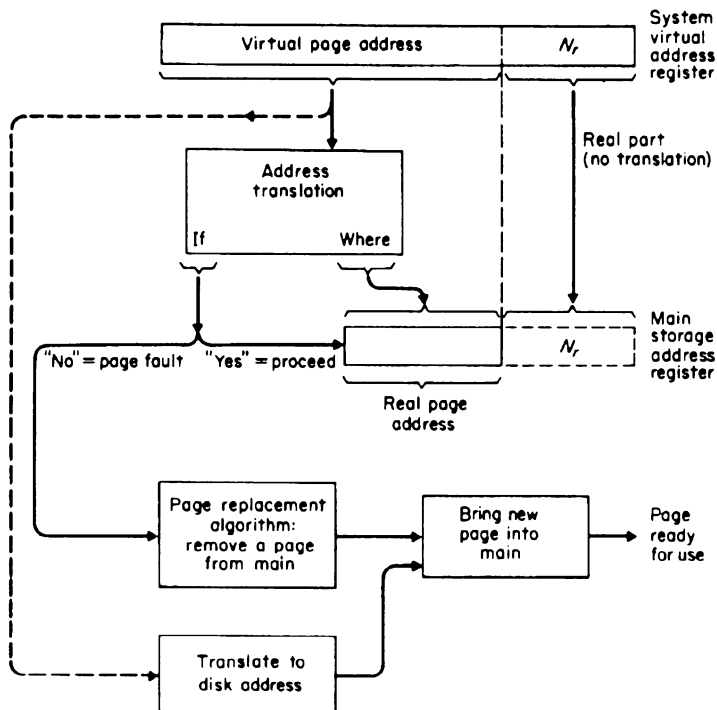 System
virtual
address
register
Virtual page address
N_r
Real part
(no translation)
Address
translation
If
Where
"No" = page fault
"Yes" = proceed
N_r
Main
storage
address
register
Real page
address
Page replacement
algorithm:
remove a page
from main
Bring new
page into
main
Page
ready
for use
Translate to
disk address